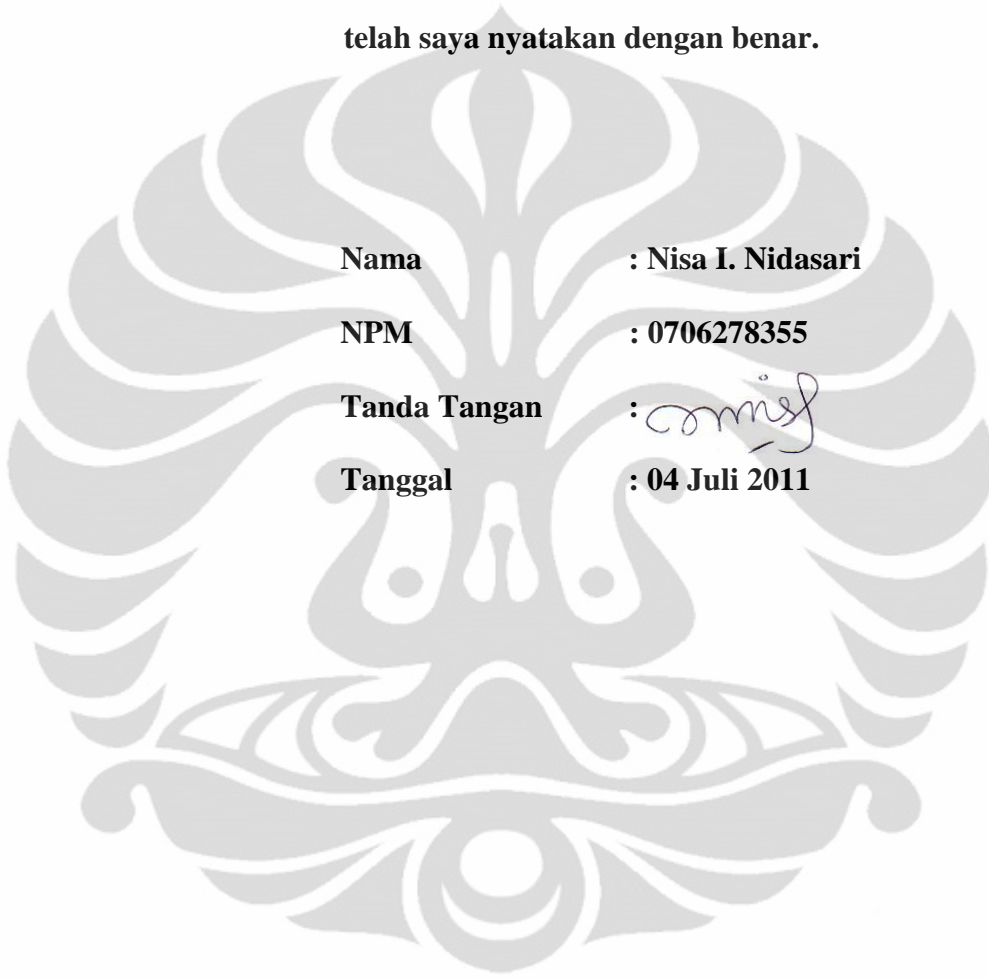 telah saya nyatakan dengan benar.
Nama : Nisa I. Nidasari
NPM : 0706278355
Tanda Tangan :
Tanggal : 04 Juli 2011